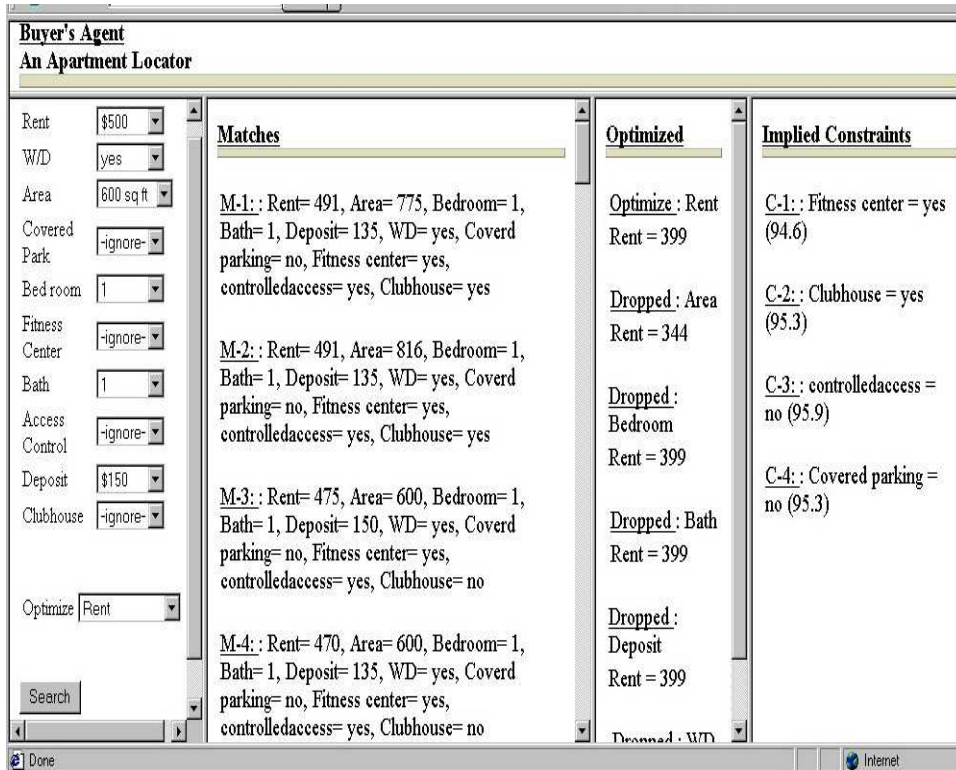 Buyer's Agent
An Apartment Locator
Rent $500
W/D yes
Area 600 sq ft
Covered
Park -ignore-
Bed room 1
Fitness
Center -ignore-
Bath 1
Access
Control -ignore-
Deposit $150
Clubhouse -ignore-
Optimize Rent
Search
Matches
M-1: : Rent= 491, Area= 775, Bedroom= 1,
Bath= 1, Deposit= 135, WD= yes, Coverd
parking= no, Fitness center= yes,
controlledaccess= yes, Clubhouse= yes
M-2: : Rent= 491, Area= 816, Bedroom= 1,
Bath= 1, Deposit= 135, WD= yes, Coverd
parking= no, Fitness center= yes,
controlledaccess= yes, Clubhouse= yes
M-3: : Rent= 475, Area= 600, Bedroom= 1,
Bath= 1, Deposit= 150, WD= yes, Coverd
parking= no, Fitness center= yes,
controlledaccess= yes, Clubhouse= no
M-4: : Rent= 470, Area= 600, Bedroom= 1,
Bath= 1, Deposit= 135, WD= yes, Coverd
parking= no, Fitness center= yes,
controlledaccess= yes, Clubhouse= no
Optimized
Optimize : Rent
Rent = 399
Dropped : Area
Rent = 344
Dropped :
Bedroom
Rent = 399
Dropped : Bath
Rent = 399
Dropped :
Deposit
Rent = 399
Dropped : WD
Implied Constraints
C-1: : Fitness center = yes
(94.6)
C-2: : Clubhouse = yes
(95.3)
C-3: : controlledaccess =
no (95.9)
C-4: : Covered parking =
no (95.3)
Done
Internet